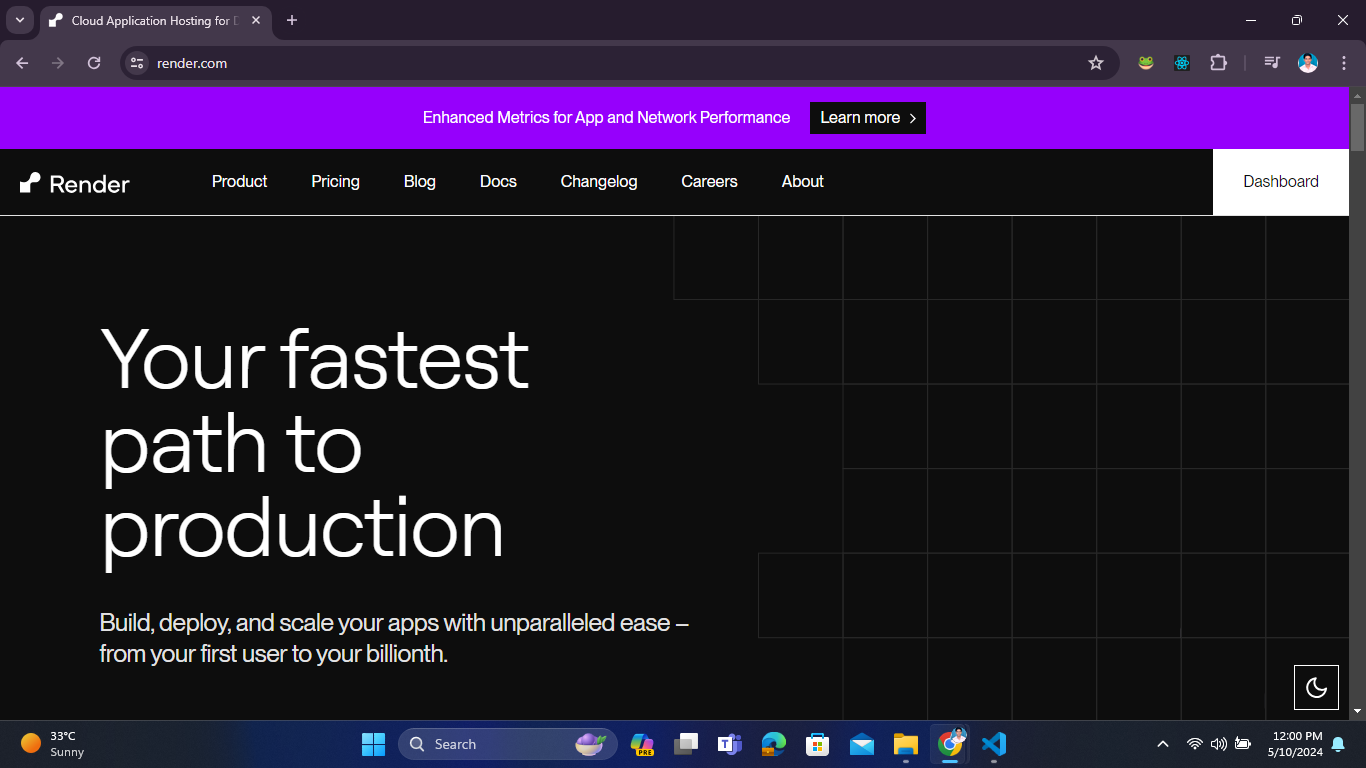 Cloud Application Hosting for D
render.com
Enhanced Metrics for App and Network Performance
Learn more
Render
Product
Pricing
Blog
Docs
Changelog
Careers
About
Dashboard
Your fastest
path to
production
Build, deploy, and scale your apps with unparalleled ease –
from your first user to your billionth.
33°C
Sunny
Search
PRE
12:00 PM
5/10/2024